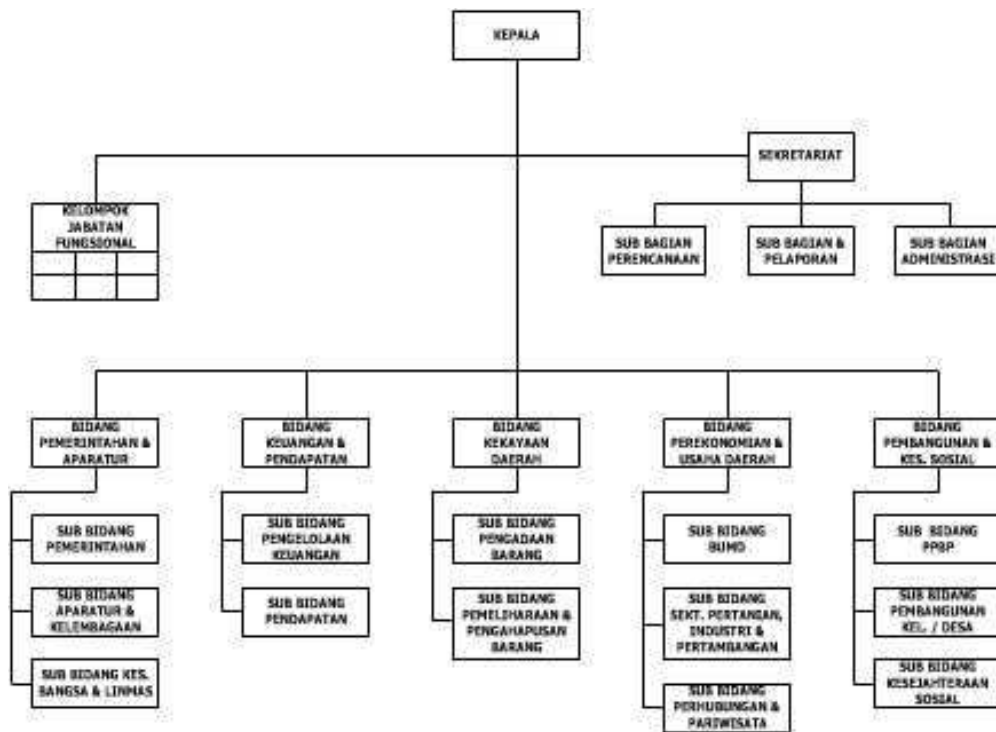 KEPALA
SEKRETARIAT
KELOMPOK
JABATAN
FUNGSIONAL
SUB BAGIAN
PERENCANAAN
SUB BAGIAN &
PELAPORAN
SUB BAGIAN
ADMINISTRASI
BIDANG
PEMERINTAHAN &
APARATUR
BIDANG
KEUANGAN &
PENDAPATAN
BIDANG
KEKAYAAN
DAERAH
BIDANG
PEREKONOMIAN &
USAHA DAERAH
BIDANG
PEMBANGUNAN &
KES. SOSIAL
SUB BIDANG
PEMERINTAHAN
SUB BIDANG
PENGELOLAAN
KEUANGAN
SUB BIDANG
PENGADAAN
BARANG
SUB BIDANG
BUMD
SUB BIDANG
PPBP
SUB BIDANG
APARATUR &
KELEMBAGAAN
SUB BIDANG
PENDAPATAN
SUB BIDANG
PEMELIHARAAN &
PENGAHAPUSAN
BARANG
SUB BIDANG
SEKT. PERTANIAN,
INDUSTRI &
PERTAMBANGAN
SUB BIDANG
PEMBANGUNAN
KEL. / DESA
SUB BIDANG KES.
BANGSA & LINMAS
SUB BIDANG
PERHUBUNGAN &
PARIWISATA
SUB BIDANG
KESEJAHTERAAN
SOSIAL